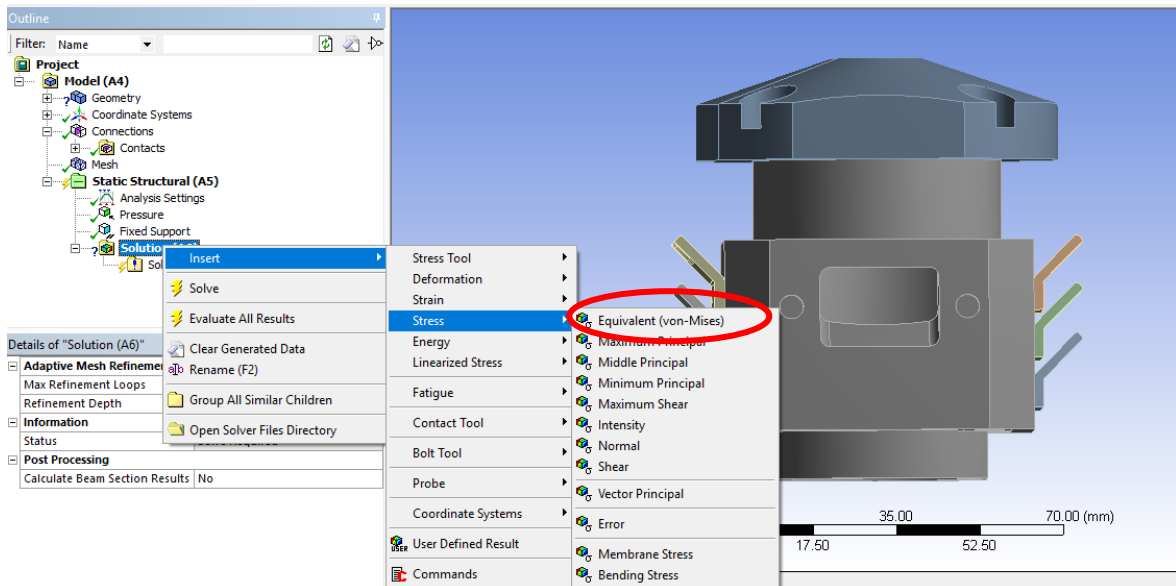 Outline
Filter: Name
Project
Model (A4)
Geometry
Coordinate Systems
Connections
Contacts
Mesh
Static Structural (A5)
Analysis Settings
Pressure
Fixed Support
Solution
Sol
Insert
Solve
Evaluate All Results
Clear Generated Data
Rename (F2)
Group All Similar Children
Open Solver Files Directory
Stress Tool
Deformation
Strain
Stress
Energy
Linearized Stress
Fatigue
Contact Tool
Bolt Tool
Probe
Coordinate Systems
User Defined Result
Commands
Equivalent (von-Mises)
Maximum Principal
Middle Principal
Minimum Principal
Maximum Shear
Intensity
Normal
Shear
Vector Principal
Error
Membrane Stress
Bending Stress
Details of "Solution (A6)"
Adaptive Mesh Refineme
Max Refinement Loops
Refinement Depth
Information
Status
Post Processing
Calculate Beam Section Results No
35.00 70.00 (mm)
17.50 52.50